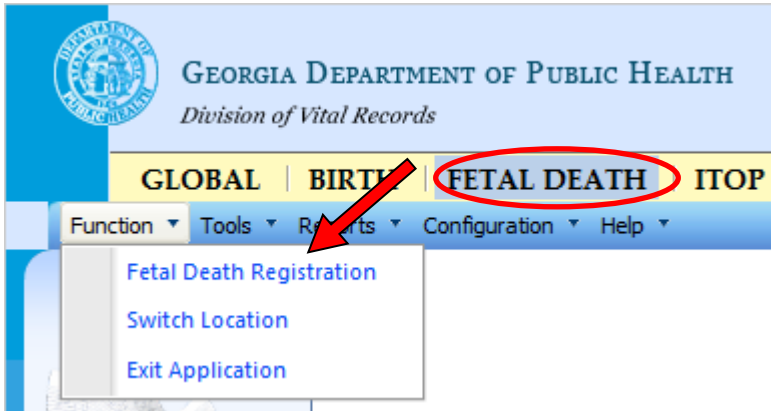 GEORGIA DEPARTMENT OF PUBLIC HEALTH
Division of Vital Records
GLOBAL | BIRTH | FETAL DEATH ITOP
Function Tools Reports Configuration Help
Fetal Death Registration
Switch Location
Exit Application